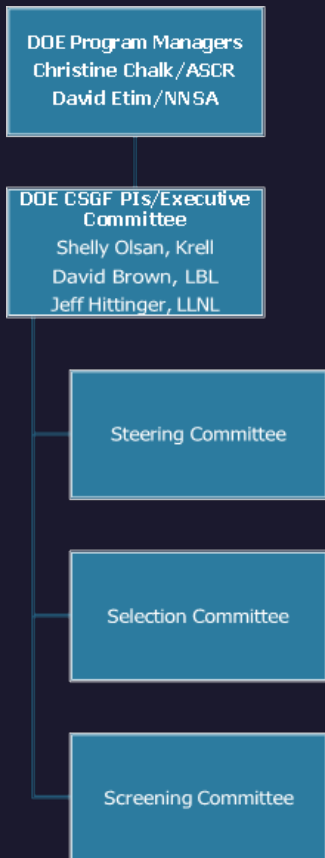 DOE Program Managers
Christine Chalk/ASCR
David Etim/NNSA
DOE CSGF PIs/Executive
Committee
Shelly Olsan, Krell
David Brown, LBL
Jeff Hittinger, LLNL
Steering Committee
Selection Committee
Screening Committee